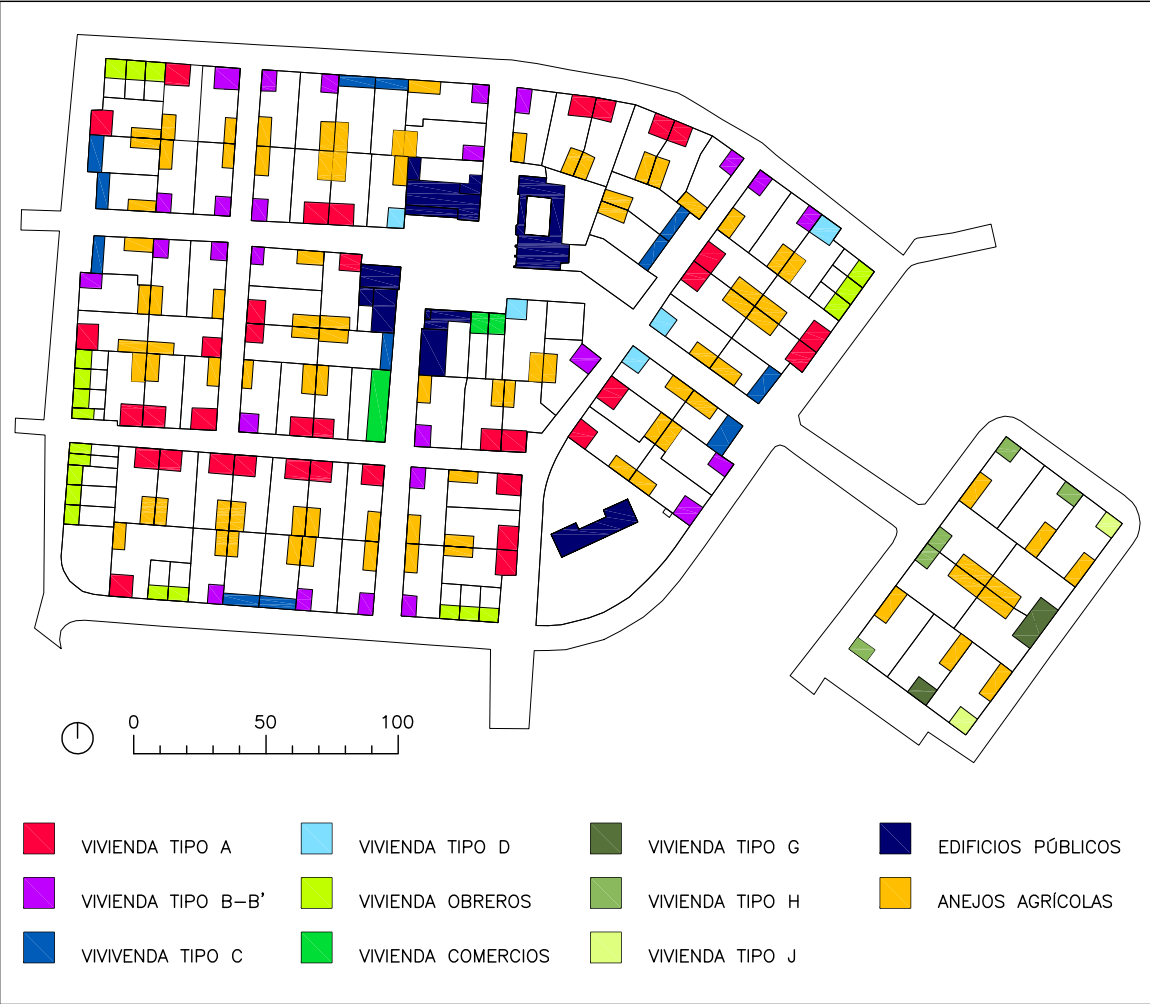 0 50 100
VIVIENDA TIPO A
VIVIENDA TIPO D
VIVIENDA TIPO G
EDIFICIOS PÚBLICOS
VIVIENDA TIPO B-B'
VIVIENDA OBREROS
VIVIENDA TIPO H
ANEJOS AGRÍCOLAS
VIVIVENDA TIPO C
VIVIENDA COMERCIOS
VIVIENDA TIPO J